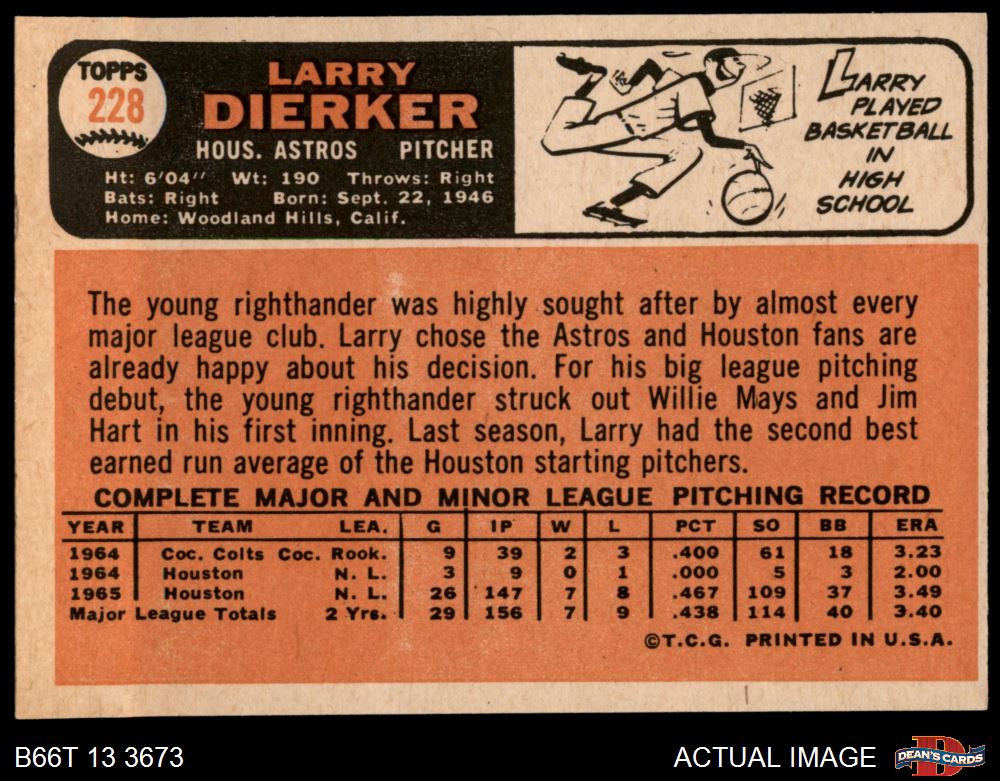 TOPPS
228
LARRY
DIERKER
HOUS. ASTROS PITCHER
Ht: 6'04" Wt: 190 Throws: Right
Bats: Right Born: Sept. 22, 1946
Home: Woodland Hills, Calif.
LARRY
PLAYED
BASKETBALL
IN
HIGH
SCHOOL
The young righthander was highly sought after by almost every
major league club. Larry chose the Astros and Houston fans are
already happy about his decision. For his big league pitching
debut, the young righthander struck out Willie Mays and Jim
Hart in his first inning. Last season, Larry had the second best
earned run average of the Houston starting pitchers.
COMPLETE MAJOR AND MINOR LEAGUE PITCHING RECORD
YEAR TEAM LEA. G IP W L PCT SO BB ERA
1964 Coc. Colts Coc. Rook. 9 39 2 3 .400 61 18 3.23
1964 Houston N. L. 3 9 0 1 .000 5 3 2.00
1965 Houston N. L. 26 147 7 8 .467 109 37 3.49
Major League Totals 2 Yrs. 29 156 7 9 .438 114 40 3.40
©T.C.G. PRINTED IN U.S.A.
B66T 13 3673
ACTUAL IMAGE
D
DEAN'S CARDS